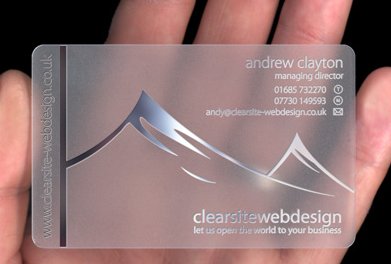 www.clearsite-webdesign.co.uk
andrew clayton
managing director
01685 732270
07730 149593
andy@clearsite-webdesign.co.uk
clearsitewebdesign
let us open the world to your business